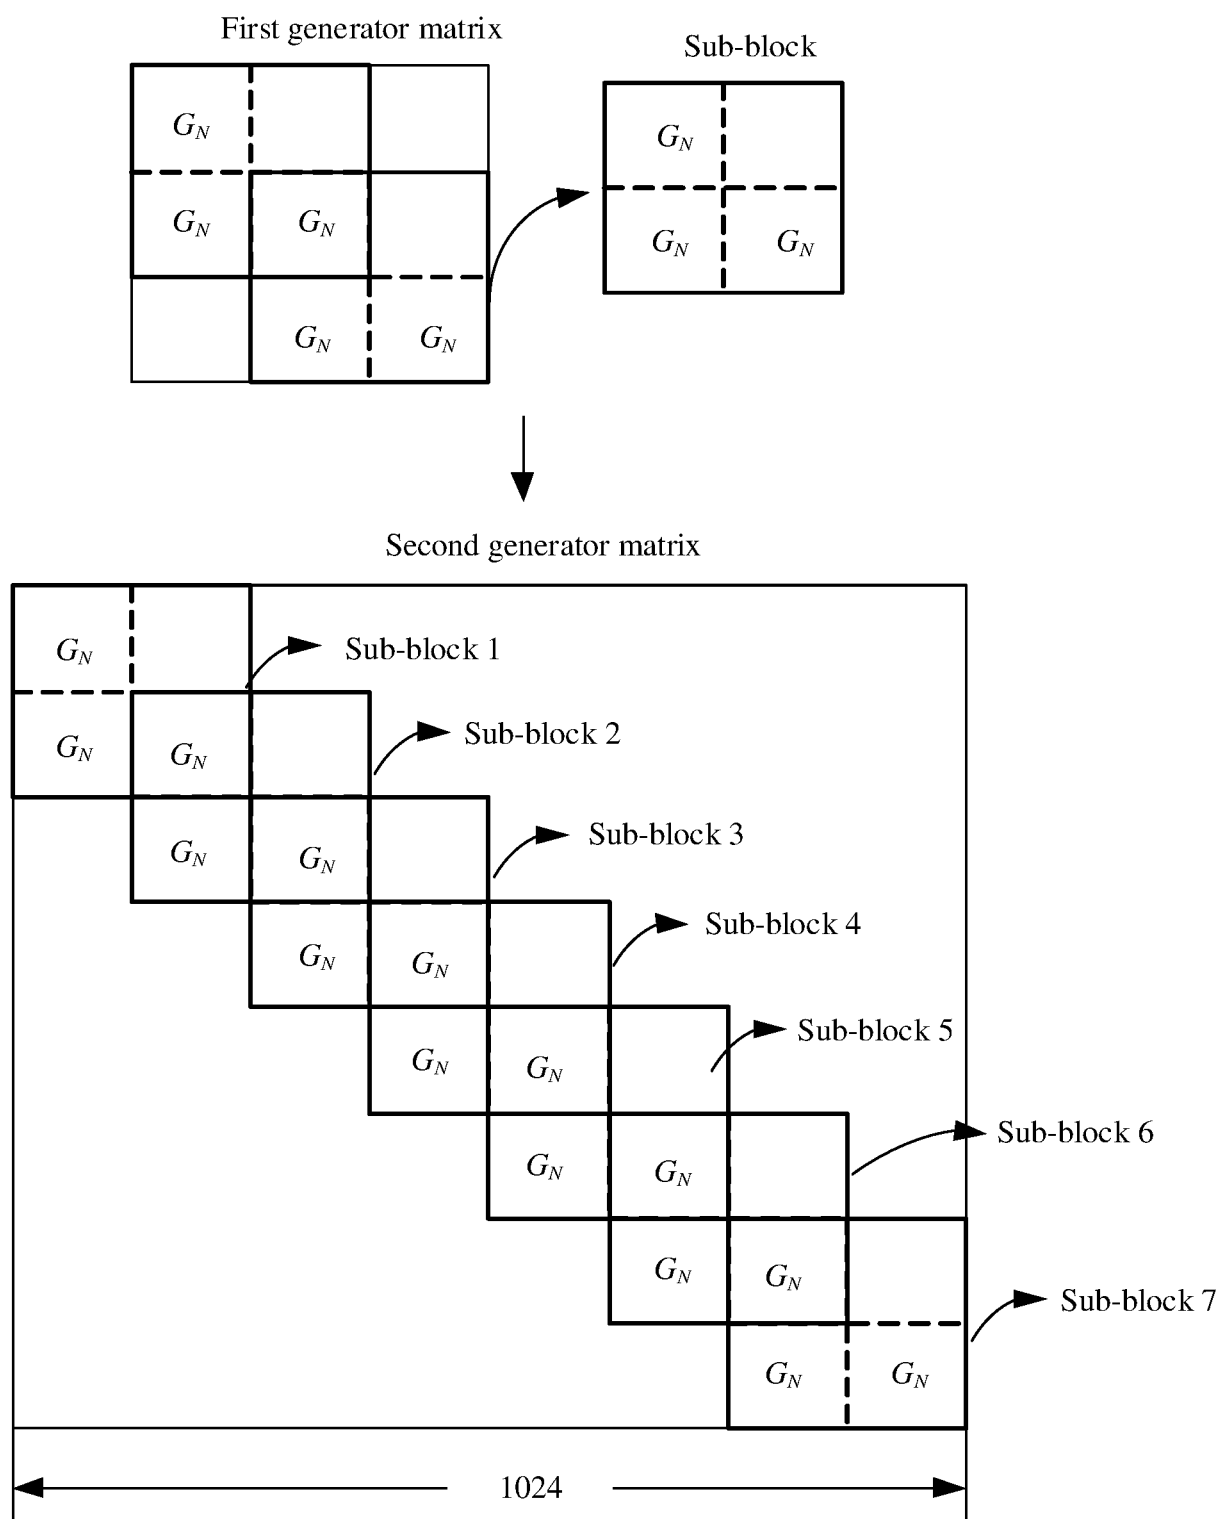 First generator matrix
Sub-block
G_N
G_N
G_N G_N
G_N G_N
G_N G_N
Second generator matrix
G_N
Sub-block 1
Sub-block 2
G_N G_N
Sub-block 3
G_N G_N
Sub-block 4
G_N G_N
Sub-block 5
G_N G_N
Sub-block 6
G_N G_N
G_N G_N
Sub-block 7
G_N G_N
1024